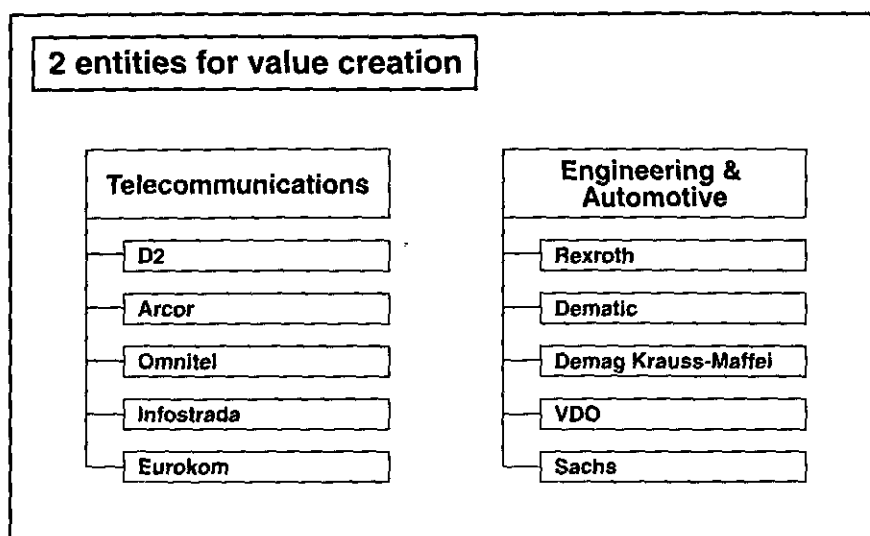 2 entities for value creation
Telecommunications
D2
Arcor
Omnitel
Infostrada
Eurokom
Engineering &
Automotive
Rexroth
Dematic
Demag Krauss-Maffei
VDO
Sachs